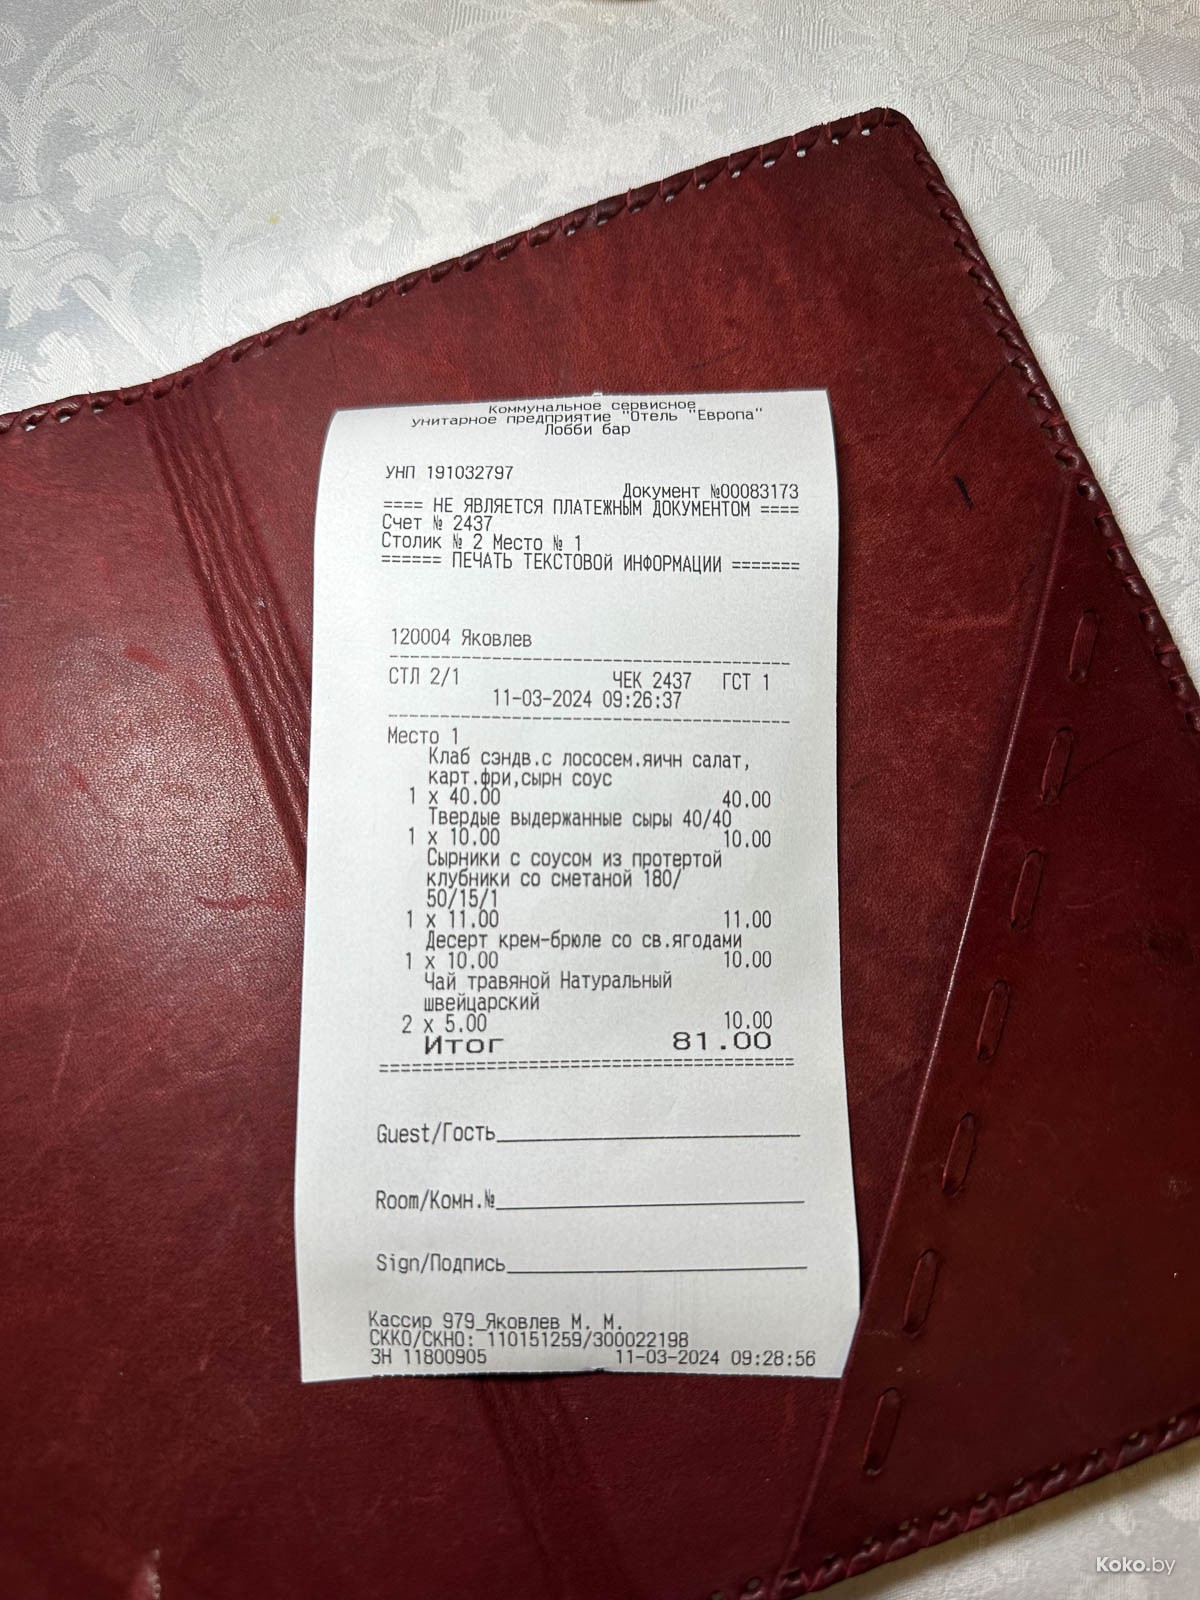 Коммунальное сервисное
унитарное предприятие "Отель "Европа"
Лобби бар
УНП 191032797
Документ №00083173
==== НЕ ЯВЛЯЕТСЯ ПЛАТЕЖНЫМ ДОКУМЕНТОМ ====
Счет № 2437
Столик № 2 Место № 1
====== ПЕЧАТЬ ТЕКСТОВОЙ ИНФОРМАЦИИ =======
120004 Яковлев
СТЛ 2/1 ЧЕК 2437 ГСТ 1
11-03-2024 09:26:37
Место 1
Клаб сэндв.с лососем.яичн салат,
карт.фри,сырн соус
1 x 40.00 40.00
Твердые выдержанные сыры 40/40
1 x 10.00 10.00
Сырники с соусом из протертой
клубники со сметаной 180/
50/15/1
1 x 11.00 11.00
Десерт крем-брюле со св.ягодами
1 x 10.00 10.00
Чай травяной Натуральный
швейцарский
2 x 5.00 10.00
Итог 81.00
Guest/Гость
Room/Комн.№
Sign/Подпись
Кассир 979_Яковлев М. М.
СККО/СКНО: 110151259/300022198
ЗН 11800905 11-03-2024 09:28:56
Koko.by